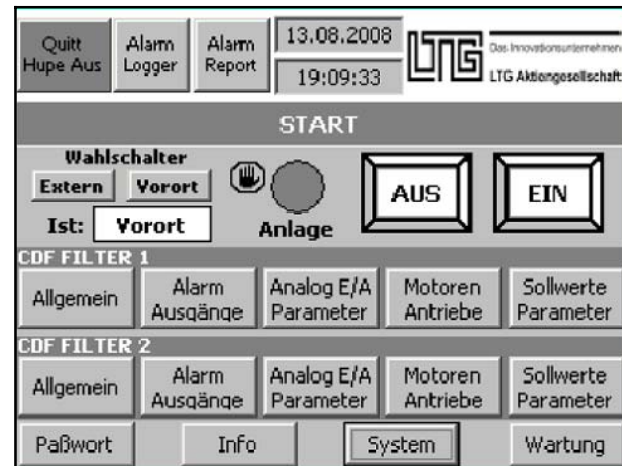 Quitt
Hupe Aus
Alarm
Logger
Alarm
Report
13.08.2008
19:09:33
LTG
Das Innovationsunternehmen
LTG Aktiengesellschaft
START
Wahlschalter
Extern
Vorort
Ist:
Vorort
Anlage
AUS
EIN
CDF FILTER 1
Allgemein
Alarm
Ausgänge
Analog E/A
Parameter
Motoren
Antriebe
Sollwerte
Parameter
CDF FILTER 2
Allgemein
Alarm
Ausgänge
Analog E/A
Parameter
Motoren
Antriebe
Sollwerte
Parameter
Paßwort
Info
System
Wartung